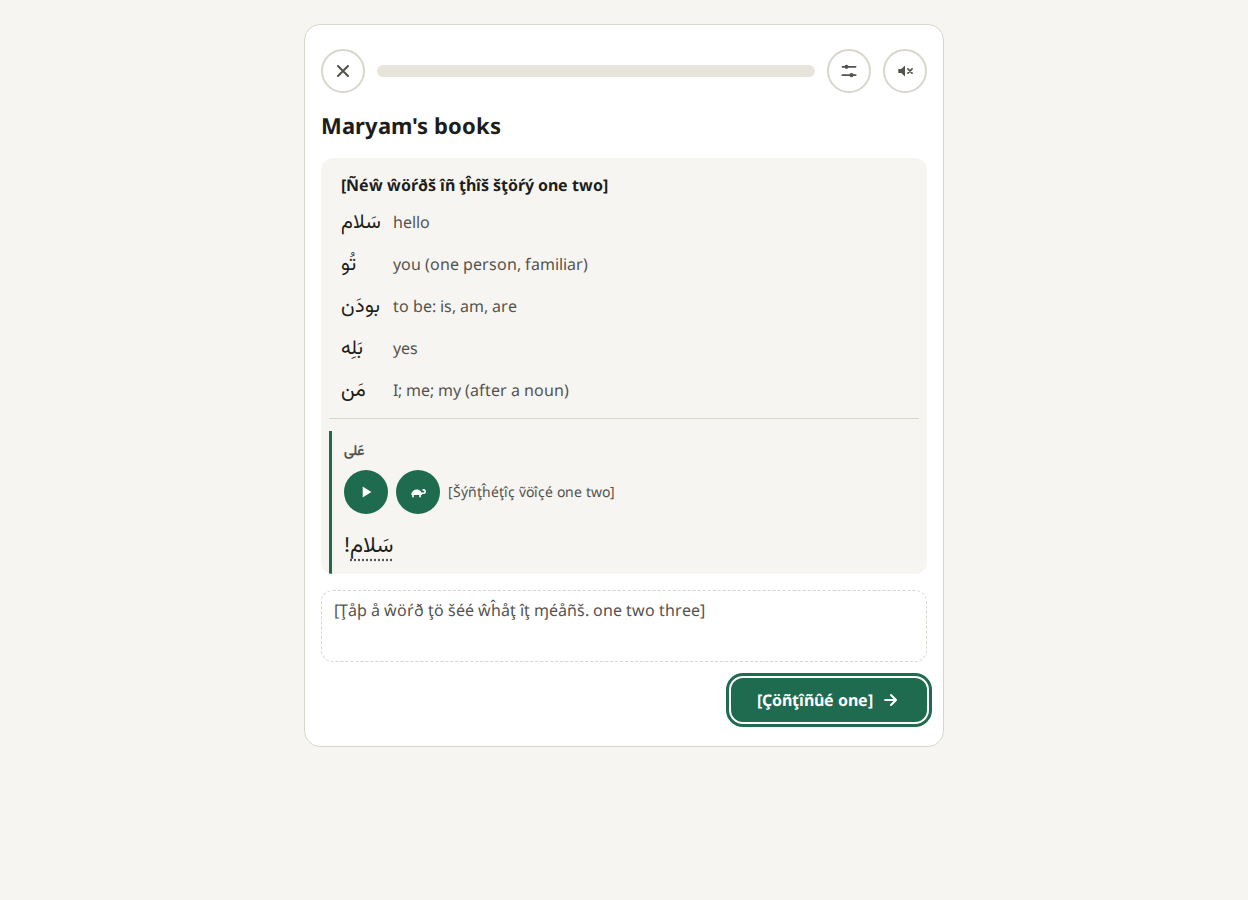 Maryam's books
[Ñéŵ ŵöŕðš îñ ţĥîš šţöŕý one two]
سَلام hello
تُو you (one person, familiar)
بودَن to be: is, am, are
بَلِه yes
مَن I; me; my (after a noun)
عَلی
[Šýñţĥéţîç ṽöîçé one two]
سَلام!
[Ţåþ å ŵöŕð ţö šéé ŵĥåţ îţ ɱéåñš. one two three]
[Çöñţîñûé one]